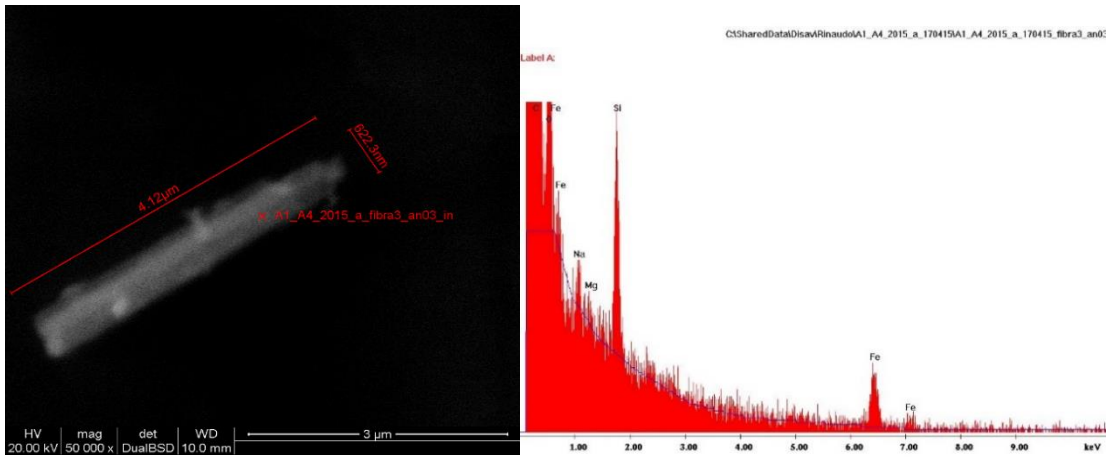 4.12µm
622.3nm
A1_A4_2015_a_fibra3_an03_in
HV
mag
det
WD
3 µm
20.00 kV
50 000 x
DualBSD
10.0 mm
C:\SharedData\Disav\Rinaudo\A1_A4_2015_a_170415\A1_A4_2015_a_170415_fibra3_an03
Label A:
C
O
Fe
Fe
Na
Mg
Si
Fe
Fe
1.00 2.00 3.00 4.00 5.00 6.00 7.00 8.00 9.00 keV